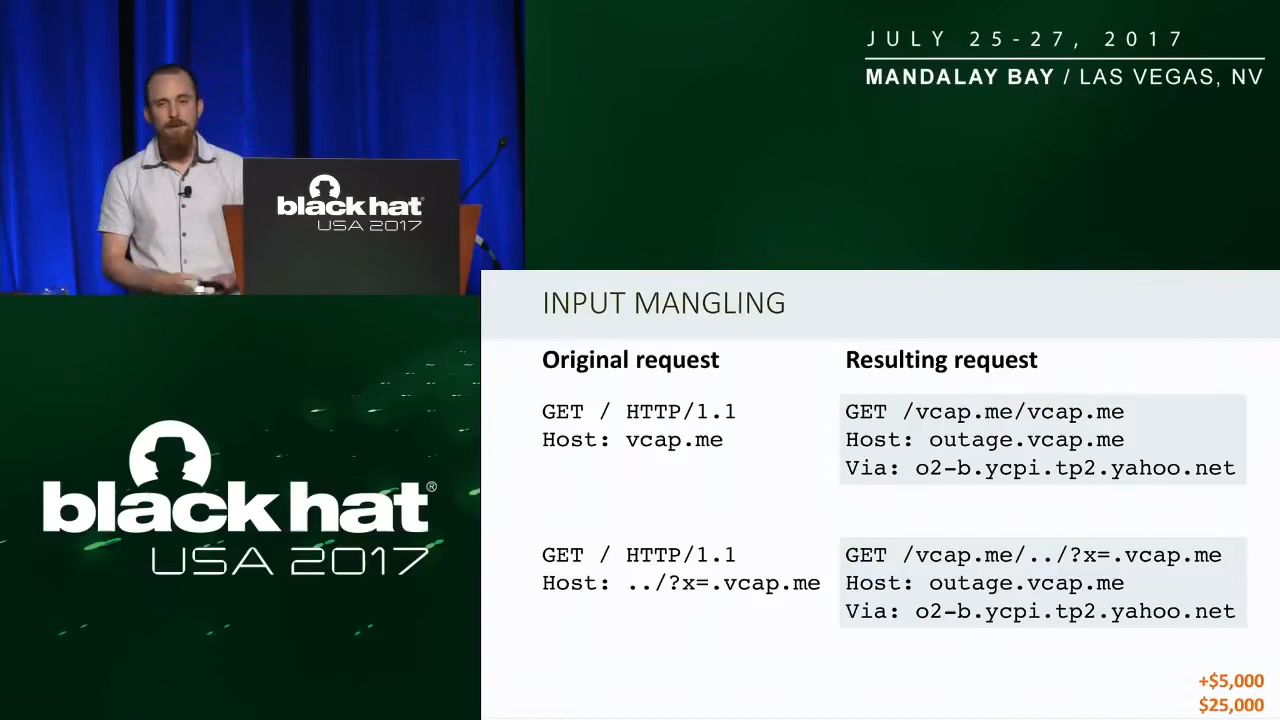 JULY 25-27, 2017
MANDALAY BAY / LAS VEGAS, NV
black hat®
USA 2017
INPUT MANGLING
Original request
Resulting request
GET / HTTP/1.1
Host: vcap.me
GET /vcap.me/vcap.me
Host: outage.vcap.me
Via: o2-b.ycpi.tp2.yahoo.net
GET / HTTP/1.1
Host: ../?x=.vcap.me
GET /vcap.me/../?x=.vcap.me
Host: outage.vcap.me
Via: o2-b.ycpi.tp2.yahoo.net
+$5,000
$25,000
black hat®
USA 2017